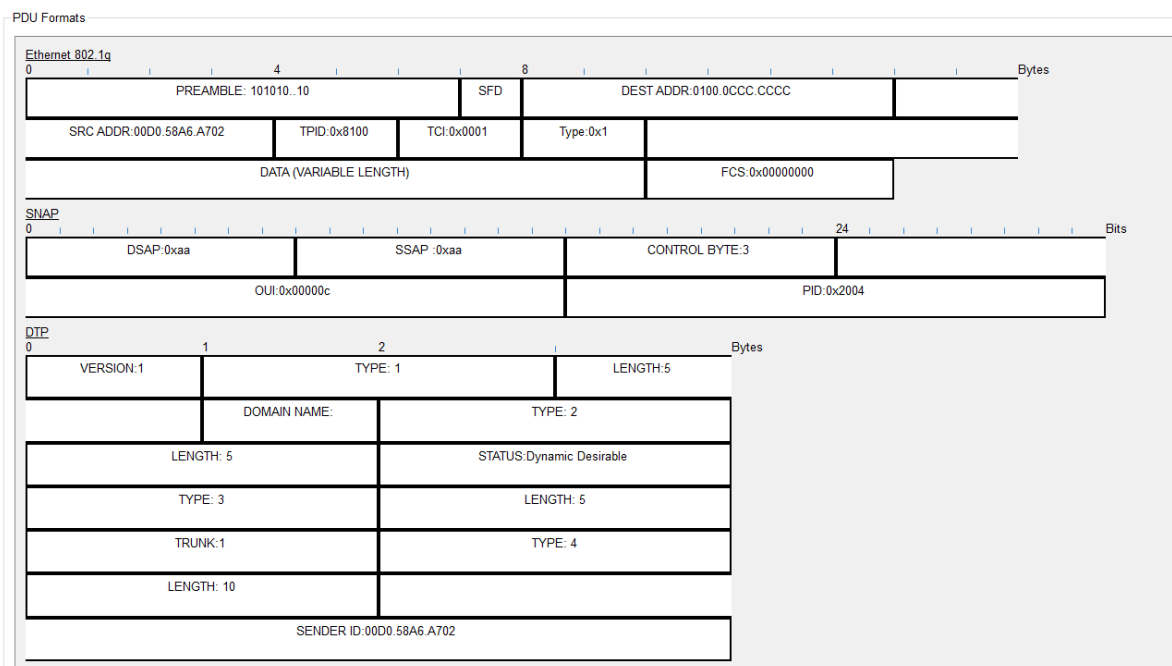 PDU Formats
Ethernet 802.1q
0 4 8 Bytes
PREAMBLE: 101010..10 SFD DEST ADDR:0100.0CCC.CCCC
SRC ADDR:00D0.58A6.A702 TPID:0x8100 TCI:0x0001 Type:0x1
DATA (VARIABLE LENGTH) FCS:0x00000000
SNAP
0 24 Bits
DSAP:0xaa SSAP :0xaa CONTROL BYTE:3
OUI:0x00000c PID:0x2004
DTP
0 1 2 Bytes
VERSION:1 TYPE: 1 LENGTH:5
DOMAIN NAME: TYPE: 2
LENGTH: 5 STATUS:Dynamic Desirable
TYPE: 3 LENGTH: 5
TRUNK:1 TYPE: 4
LENGTH: 10
SENDER ID:00D0.58A6.A702